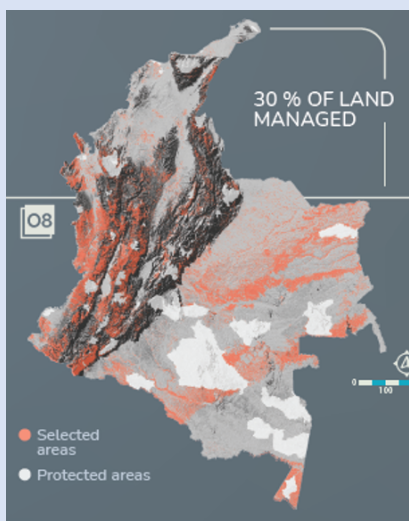 30 % OF LAND
MANAGED
08
0
100
Selected
areas
Protected areas